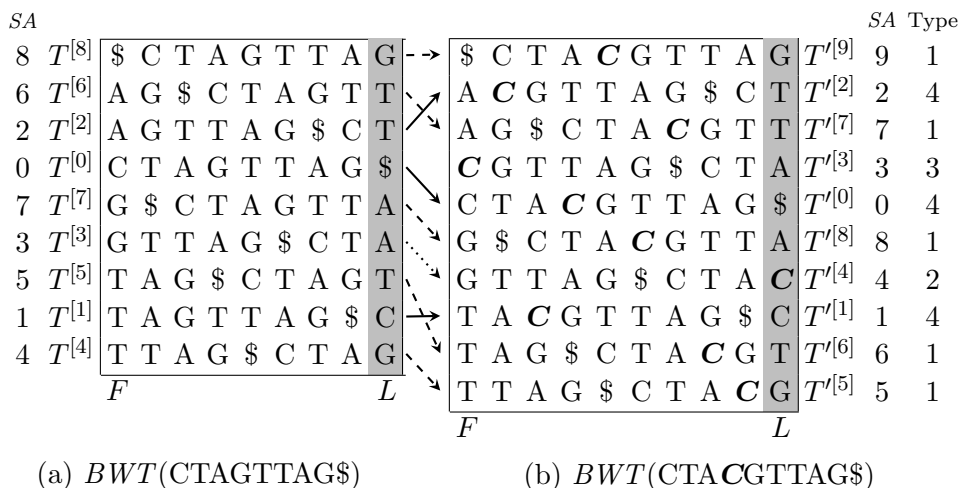 SA SA Type
8 T[8] $ C T A G T T A G $ C T A C G T T A G T′[9] 9 1
6 T[6] A G $ C T A G T T A C G T T A G $ C T T′[2] 2 4
2 T[2] A G T T A G $ C T A G $ C T A C G T T T′[7] 7 1
0 T[0] C T A G T T A G $ C G T T A G $ C T A T′[3] 3 3
7 T[7] G $ C T A G T T A C T A C G T T A G $ T′[0] 0 4
3 T[3] G T T A G $ C T A G $ C T A C G T T A T′[8] 8 1
5 T[5] T A G $ C T A G T G T T A G $ C T A C T′[4] 4 2
1 T[1] T A G T T A G $ C T A C G T T A G $ C T′[1] 1 4
4 T[4] T T A G $ C T A G T A G $ C T A C G T T′[6] 6 1
F L T T A G $ C T A C G T′[5] 5 1
F L
(a) BWT(CTAGTTAG$) (b) BWT(CTACGTTAG$)